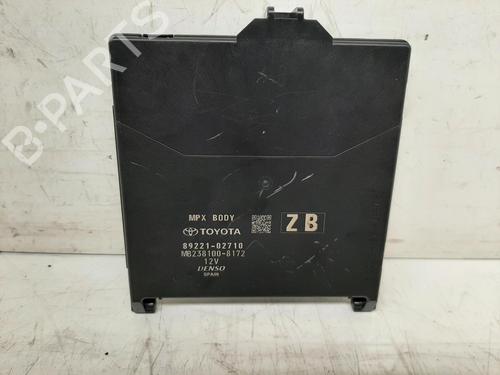 B-PARTS
MPX BODY
TOYOTA
ZB
89221-02710
MB238100-8172
12V
DENSO
SPAIN